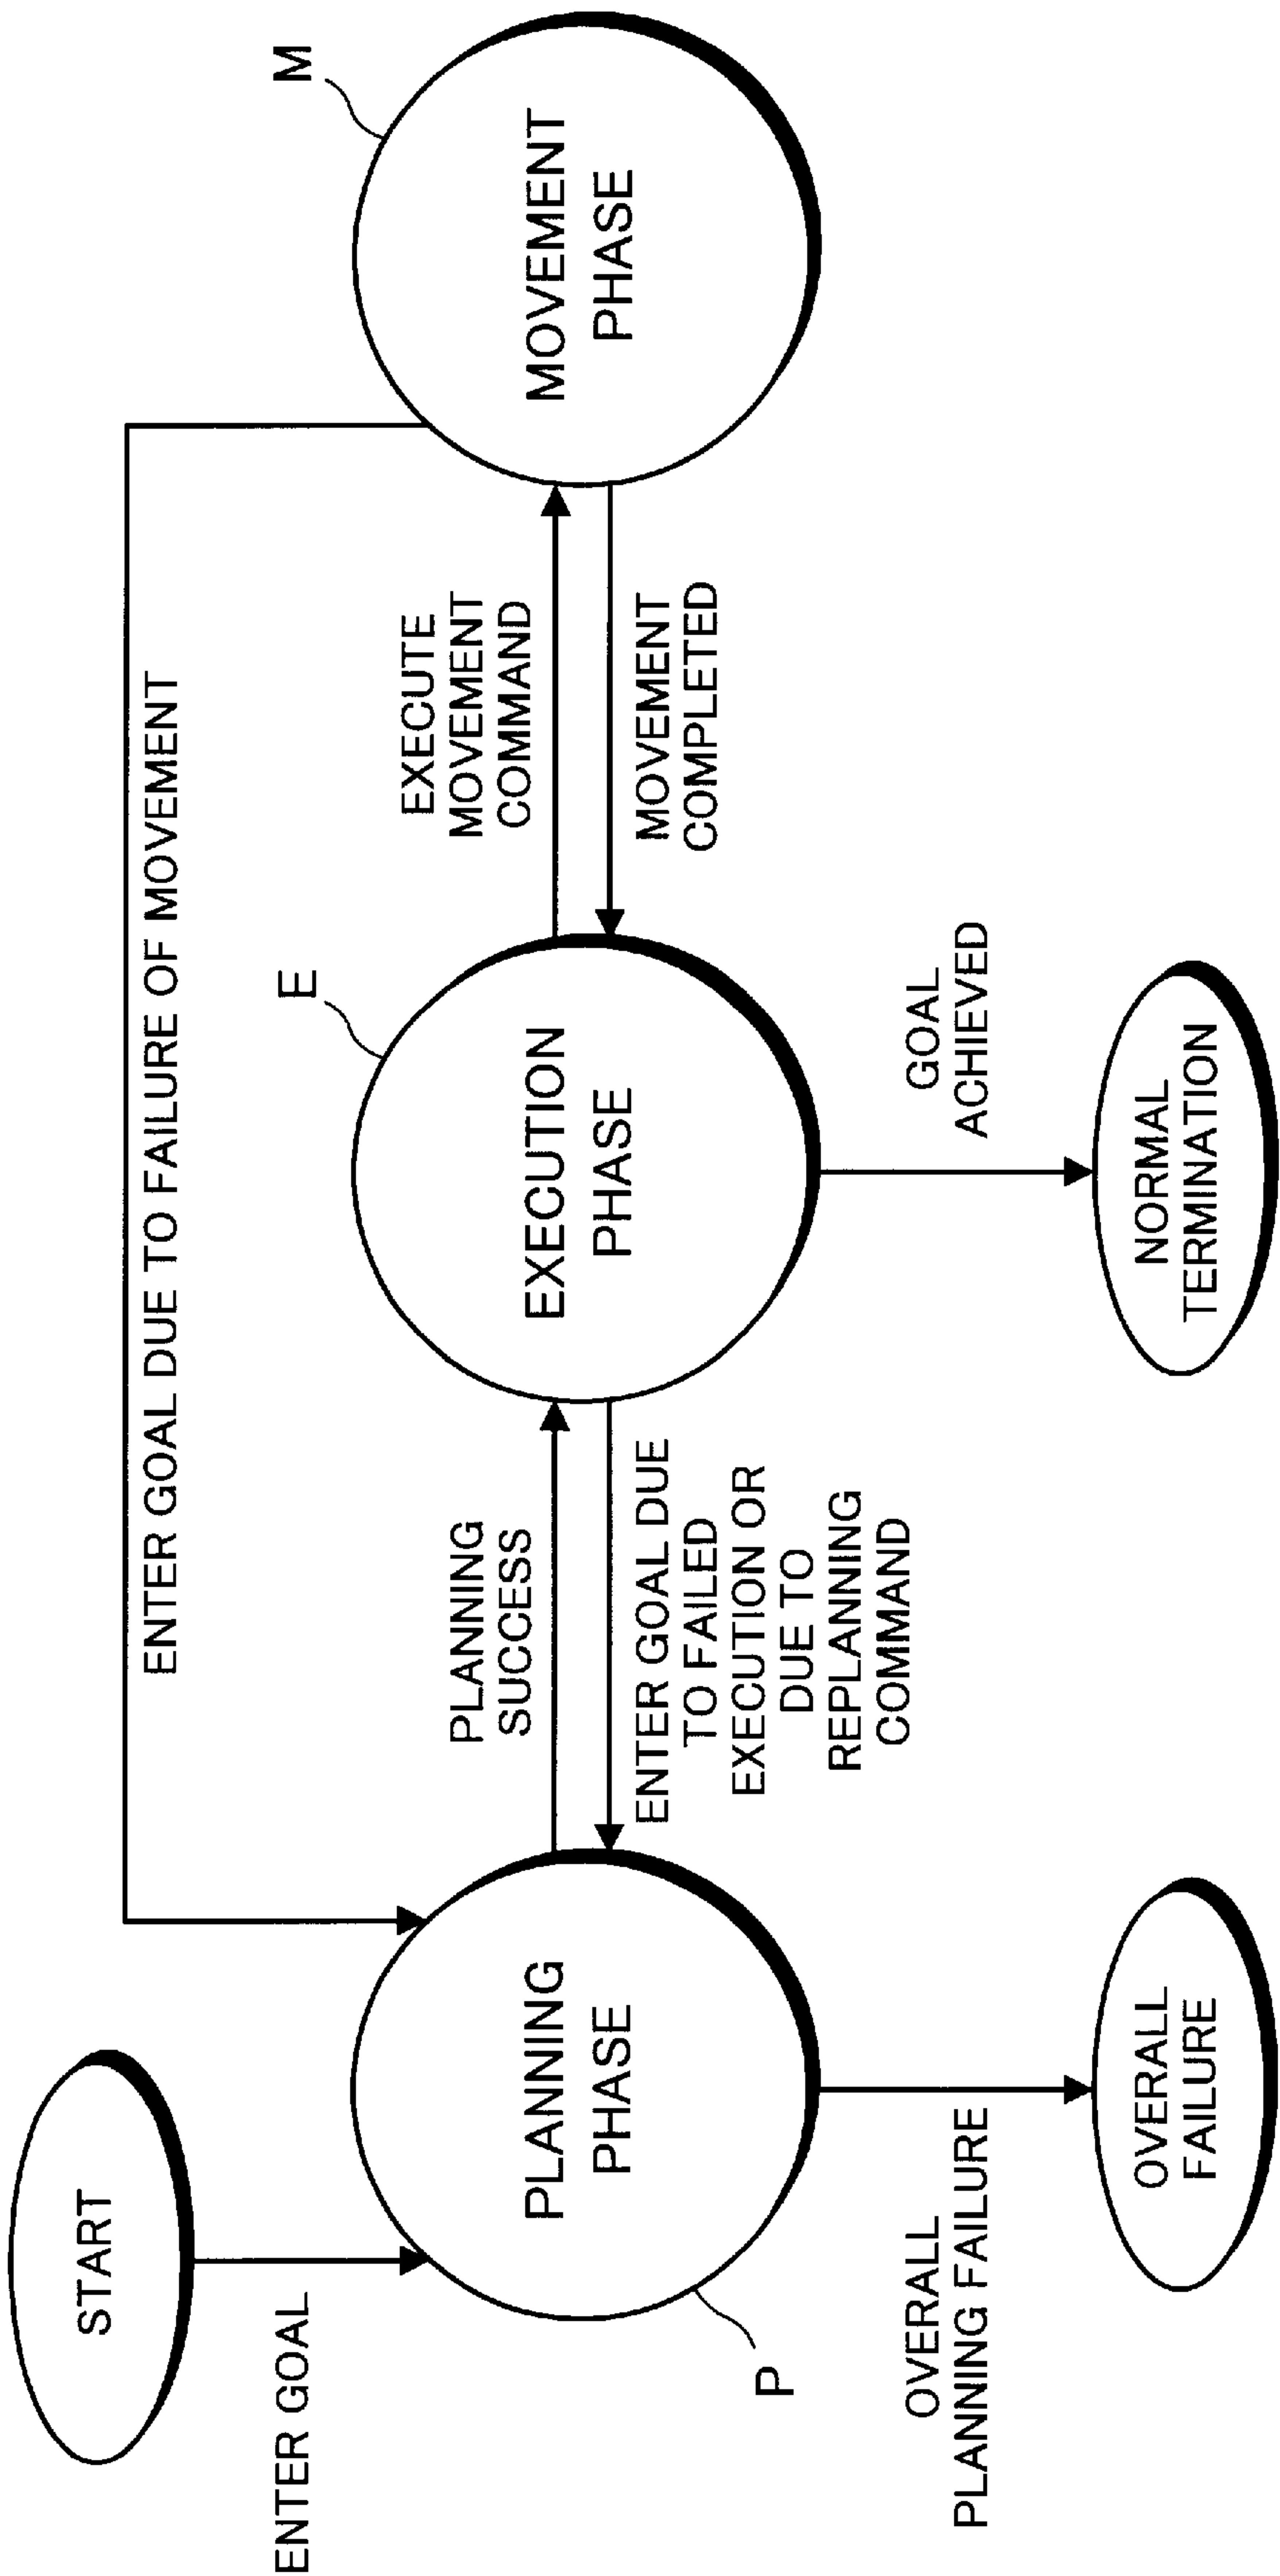 START
ENTER GOAL
ENTER GOAL DUE TO FAILURE OF MOVEMENT
M
E
P
PLANNING
PHASE
PLANNING
SUCCESS
ENTER GOAL DUE
TO FAILED
EXECUTION OR
DUE TO
REPLANNING
COMMAND
EXECUTION
PHASE
EXECUTE
MOVEMENT
COMMAND
MOVEMENT
COMPLETED
MOVEMENT
PHASE
OVERALL
PLANNING FAILURE
OVERALL
FAILURE
GOAL
ACHIEVED
NORMAL
TERMINATION